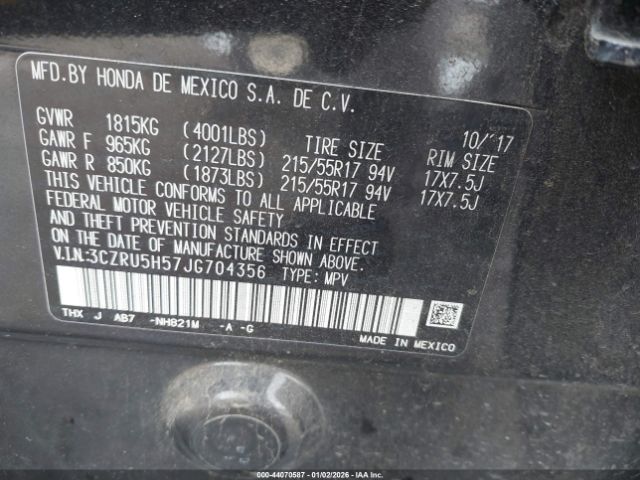 MFD.BY HONDA DE MEXICO S.A. DE C.V.
10/'17
GVWR 1815KG (4001LBS) TIRE SIZE RIM SIZE
GAWR F 965KG (2127LBS) 215/55R17 94V 17X7.5J
GAWR R 850KG (1873LBS) 215/55R17 94V 17X7.5J
THIS VEHICLE CONFORMS TO ALL APPLICABLE
FEDERAL MOTOR VEHICLE SAFETY
AND THEFT PREVENTION STANDARDS IN EFFECT
ON THE DATE OF MANUFACTURE SHOWN ABOVE.
V.I.N:3CZRU5H57JG704356 TYPE: MPV
THX J AB7 -NH821M -A -G
MADE IN MEXICO
000-44070587 - 01/02/2026 - IAAI.COM